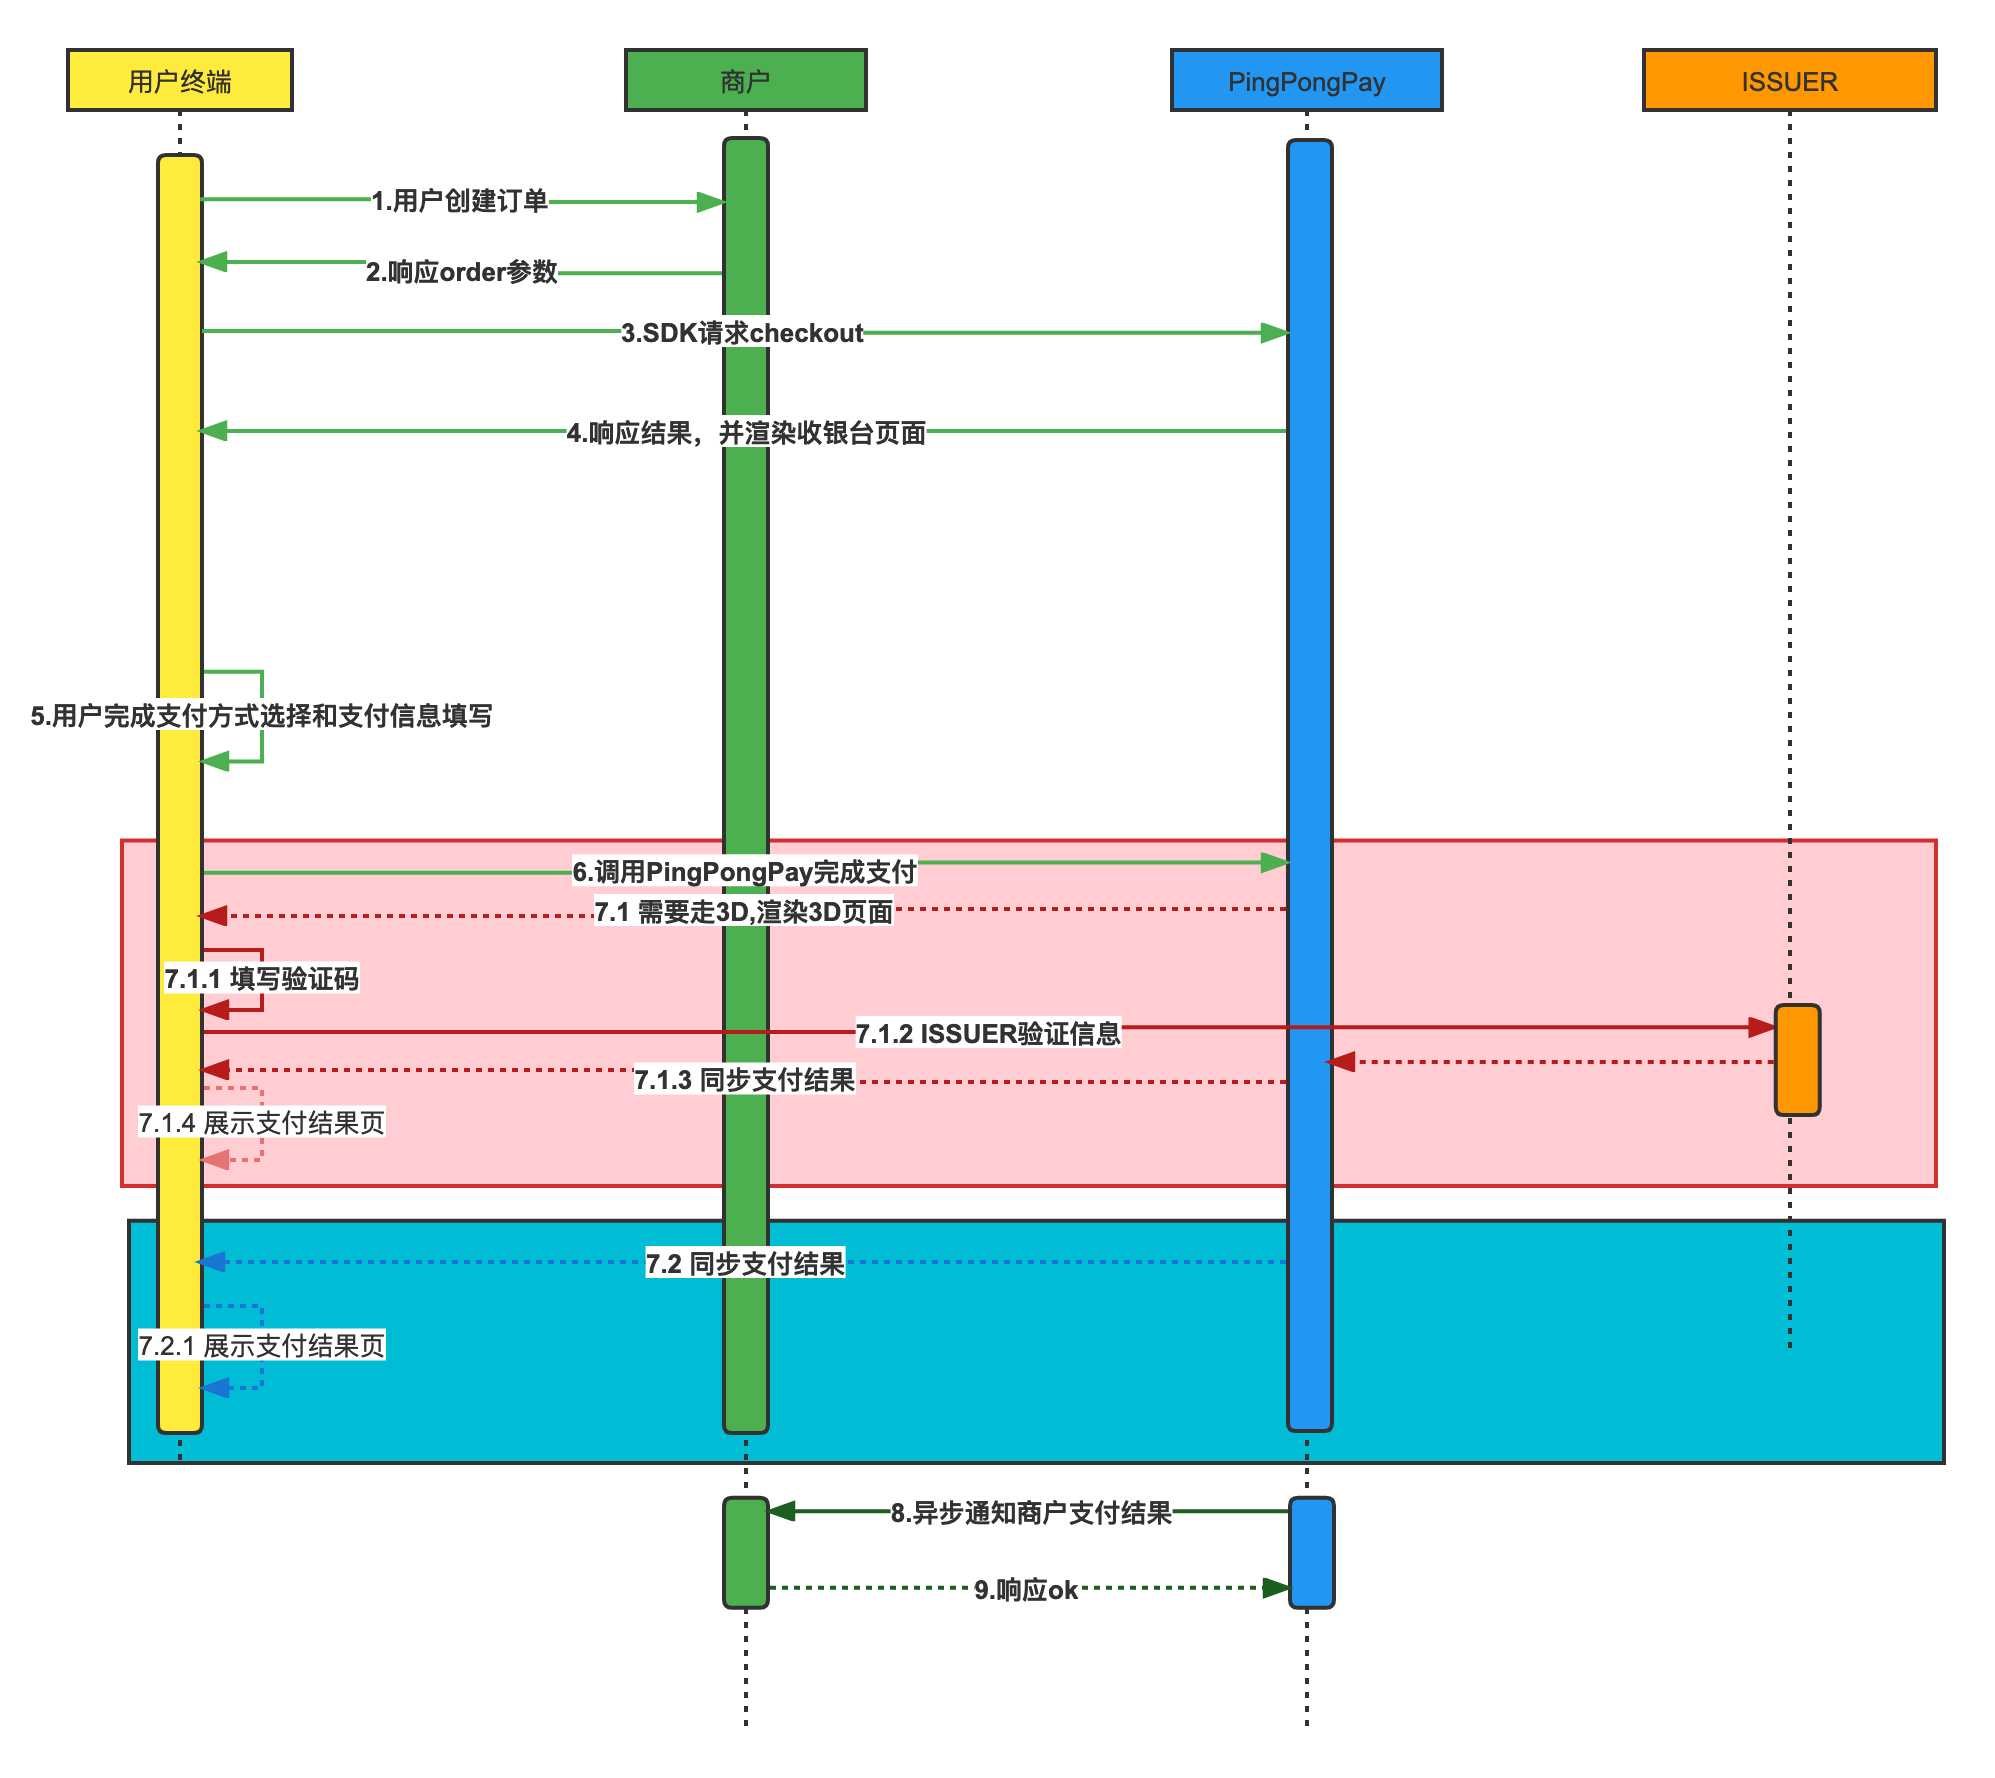 用户终端
商户
PingPongPay
ISSUER
1.用户创建订单
2.响应order参数
3.SDK请求checkout
4.响应结果，并渲染收银台页面
5.用户完成支付方式选择和支付信息填写
6.调用PingPongPay完成支付
7.1 需要走3D,渲染3D页面
7.1.1 填写验证码
7.1.2 ISSUER验证信息
7.1.3 同步支付结果
7.1.4 展示支付结果页
7.2 同步支付结果
7.2.1 展示支付结果页
8.异步通知商户支付结果
9.响应ok